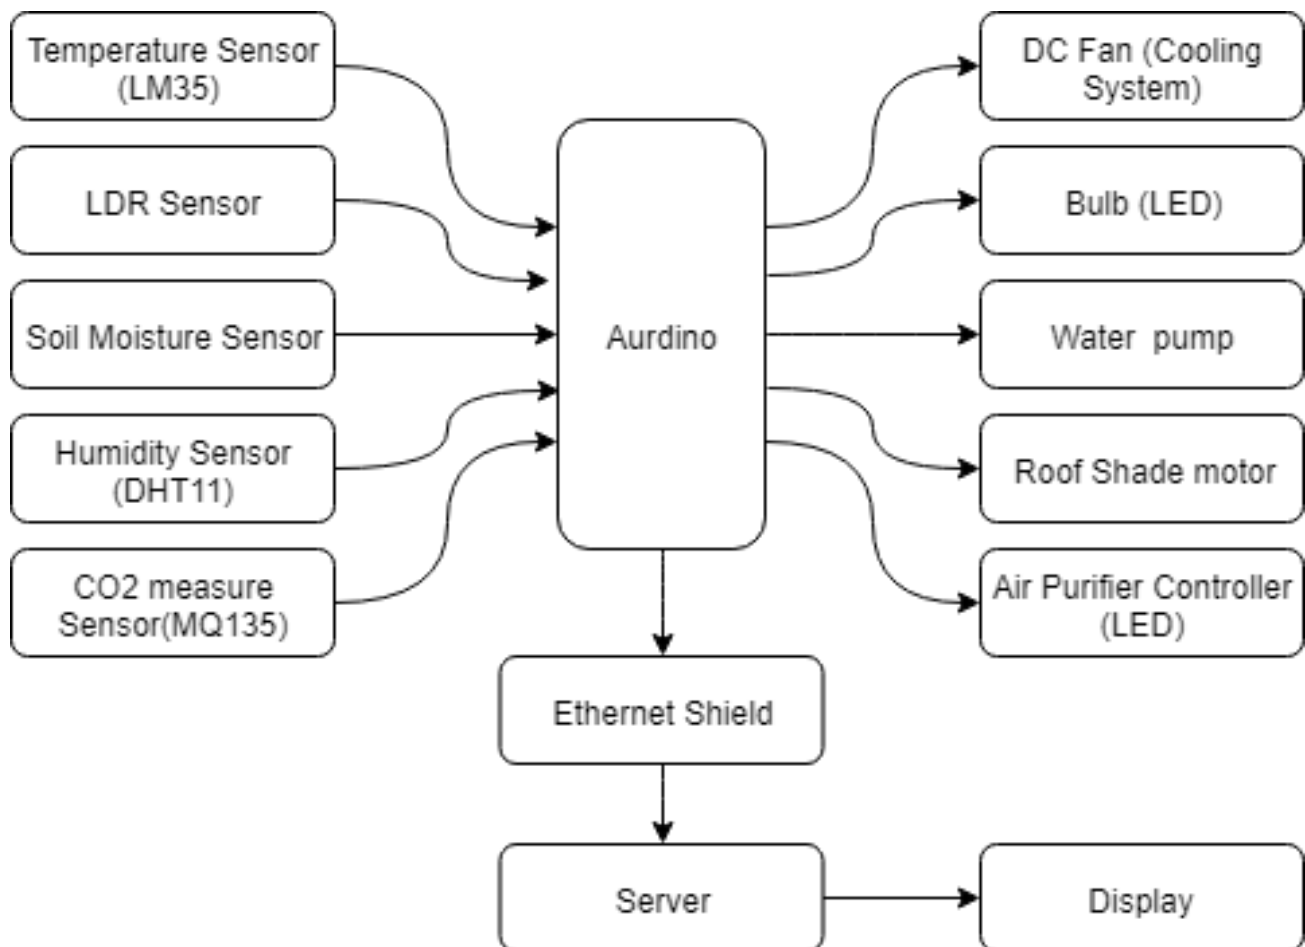 Temperature Sensor
(LM35)
LDR Sensor
Soil Moisture Sensor
Humidity Sensor
(DHT11)
CO2 measure
Sensor(MQ135)
Aurdino
DC Fan (Cooling
System)
Bulb (LED)
Water  pump
Roof Shade motor
Air Purifier Controller
(LED)
Ethernet Shield
Server
Display